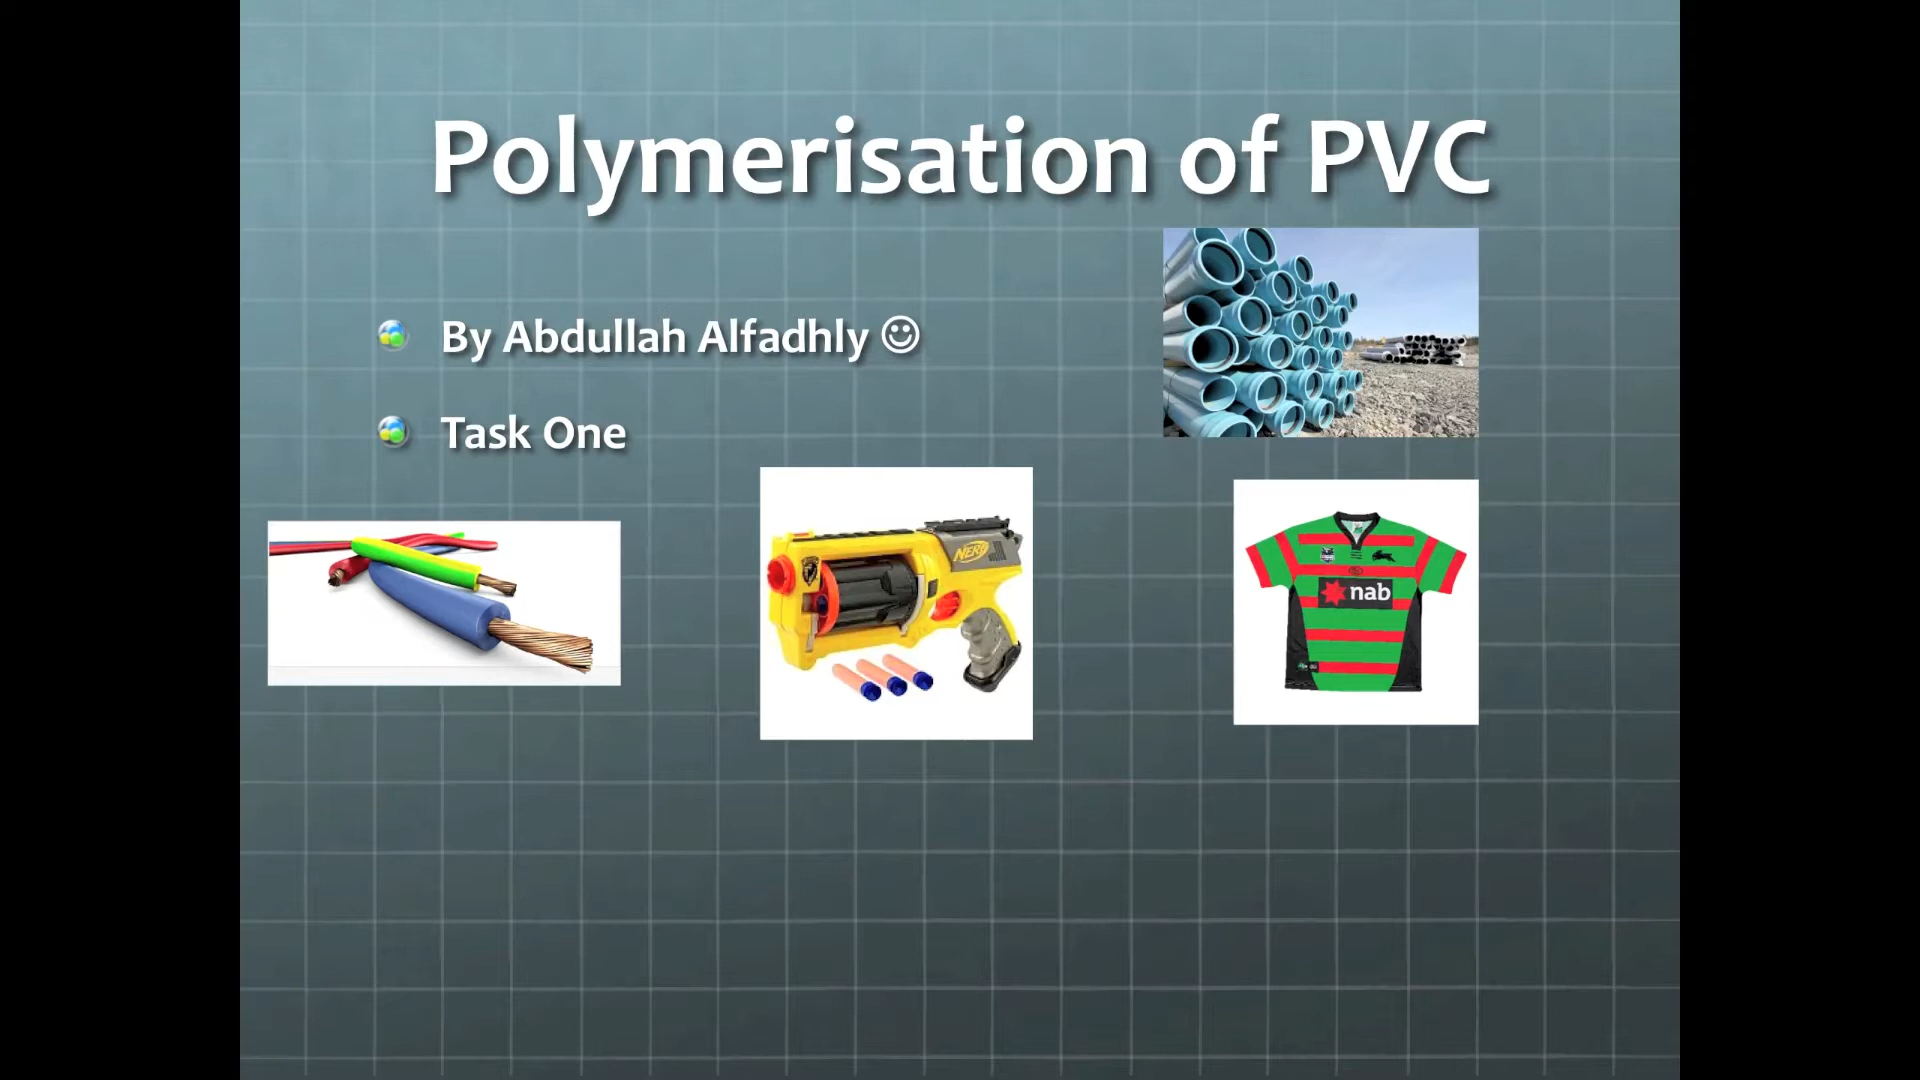 Polymerisation of PVC
By Abdullah Alfadhly ☺
Task One
NERF
nab